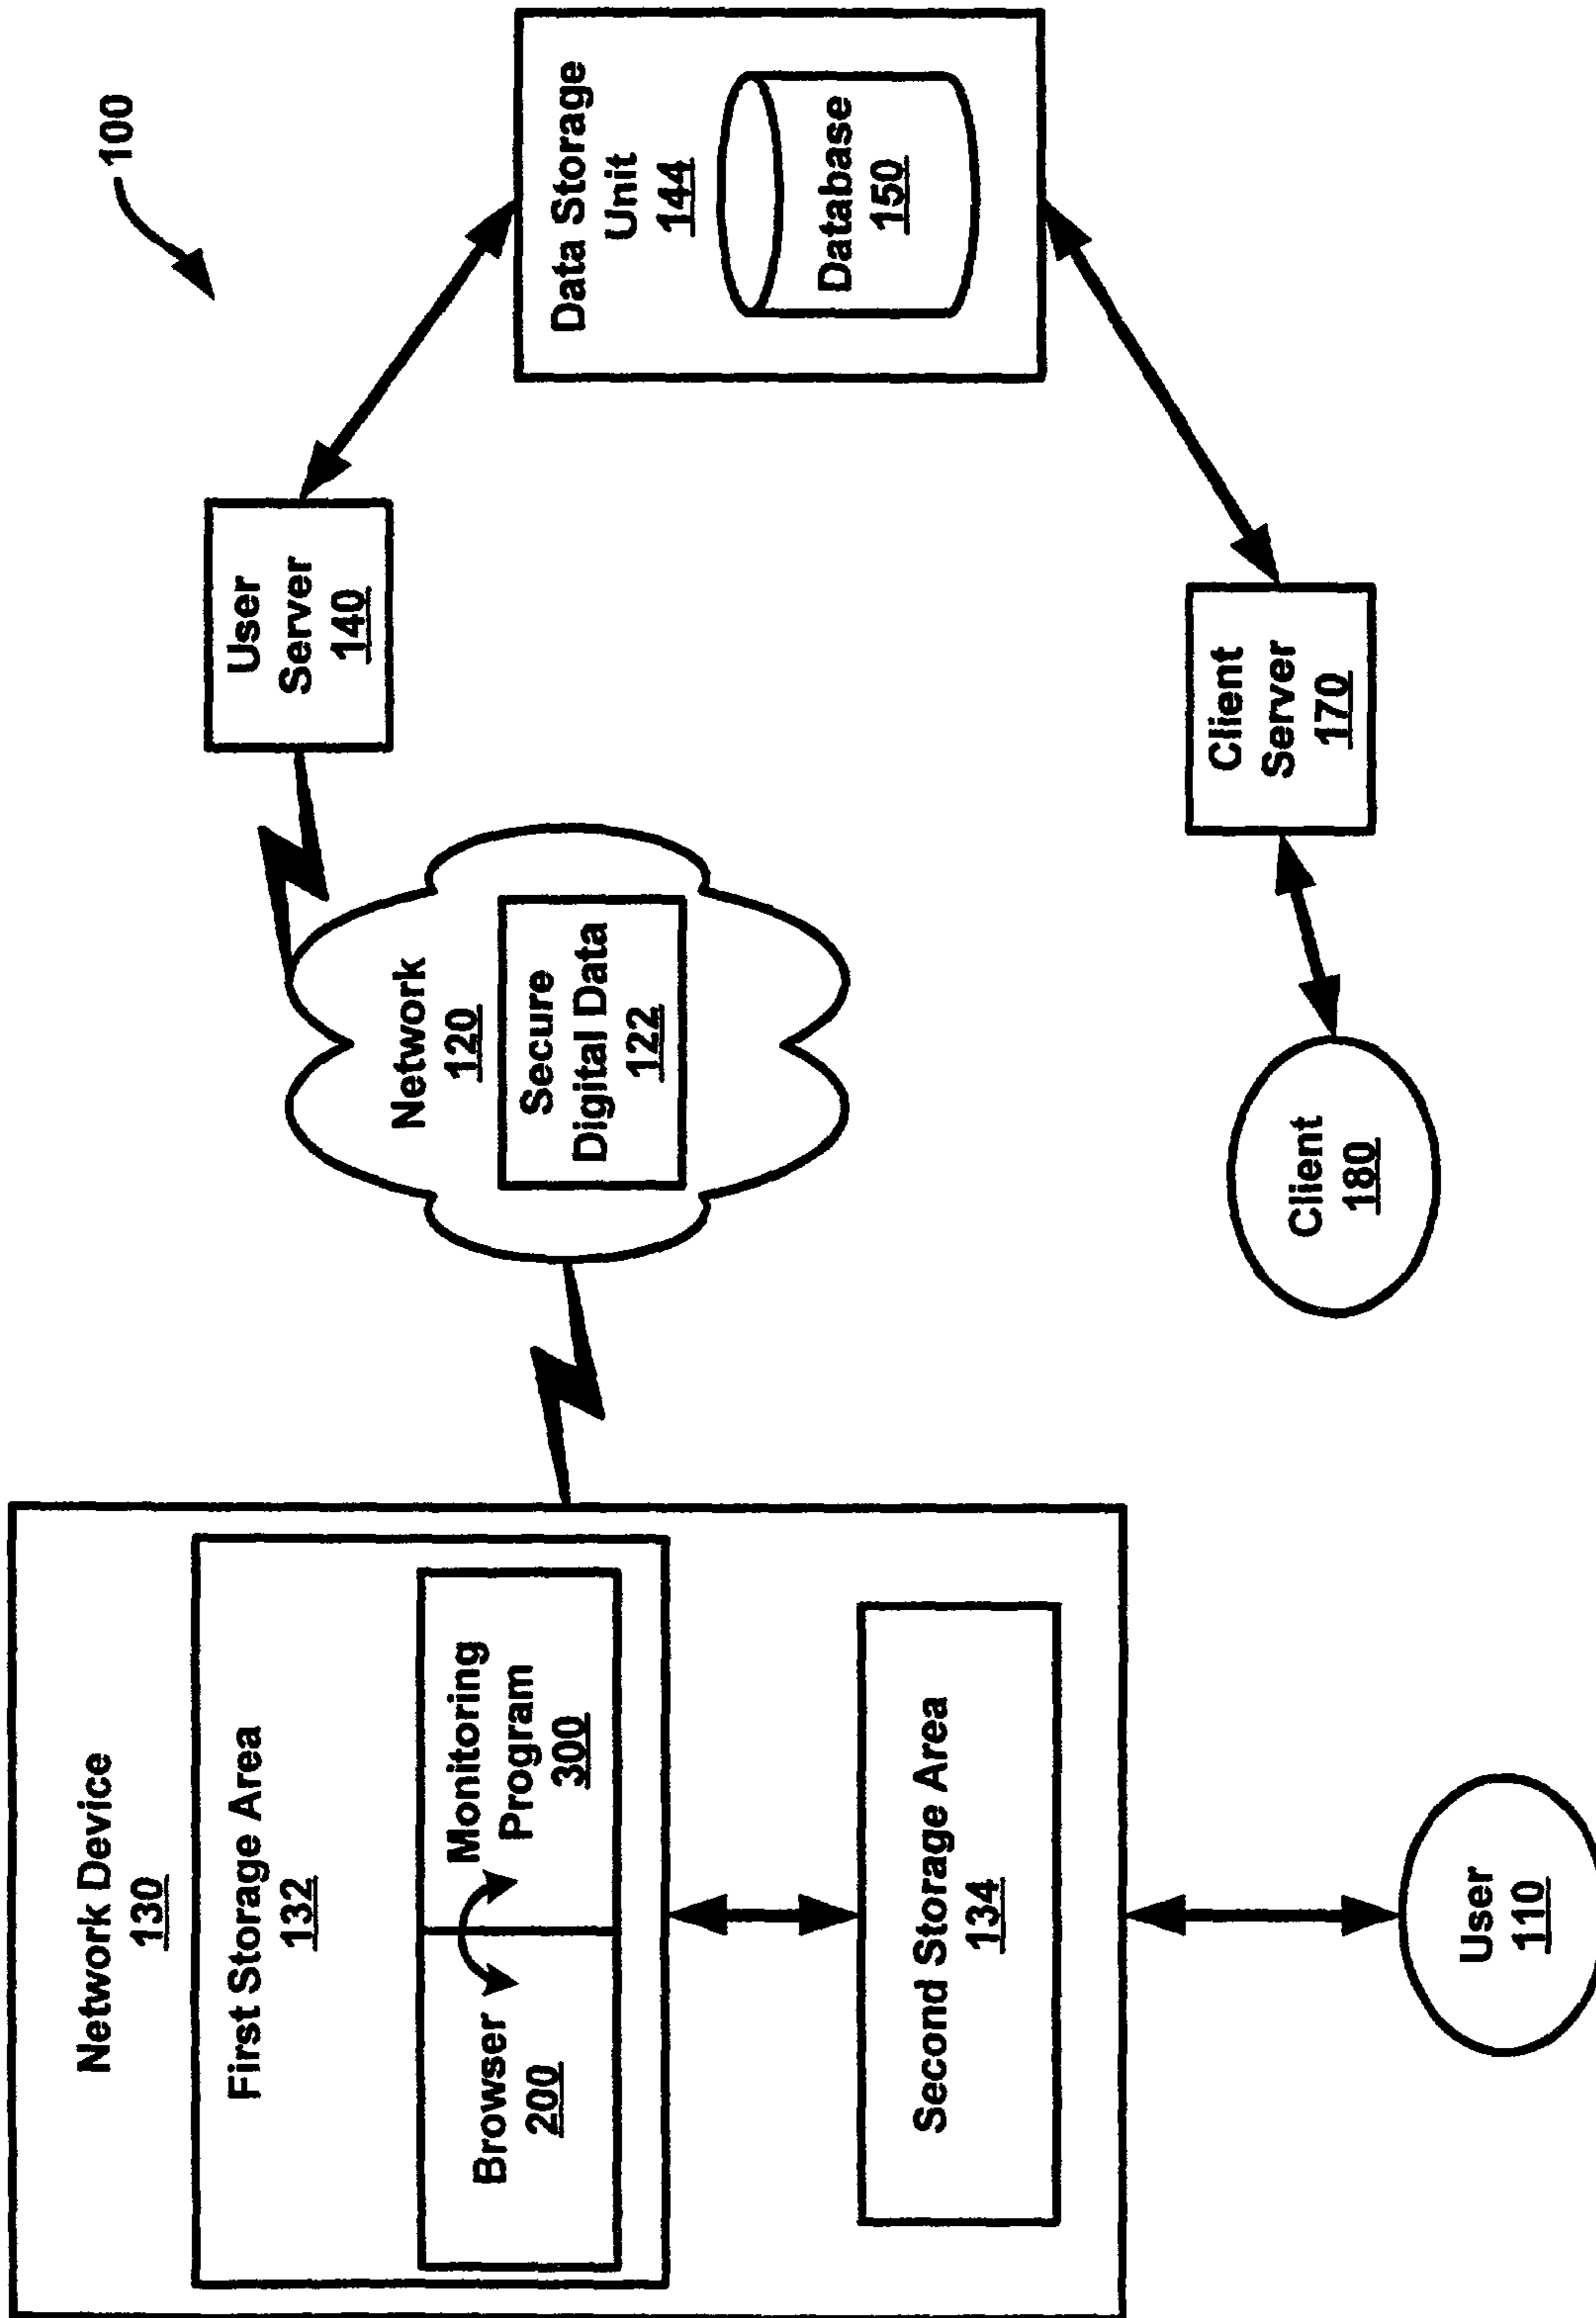 100
Network Device
130
First Storage Area
132
Browser
200
Monitoring
Program
300
Second Storage Area
134
User
110
Network
120
Secure
Digital Data
122
User
Server
140
Data Storage
Unit
144
Database
150
Client
Server
170
Client
180